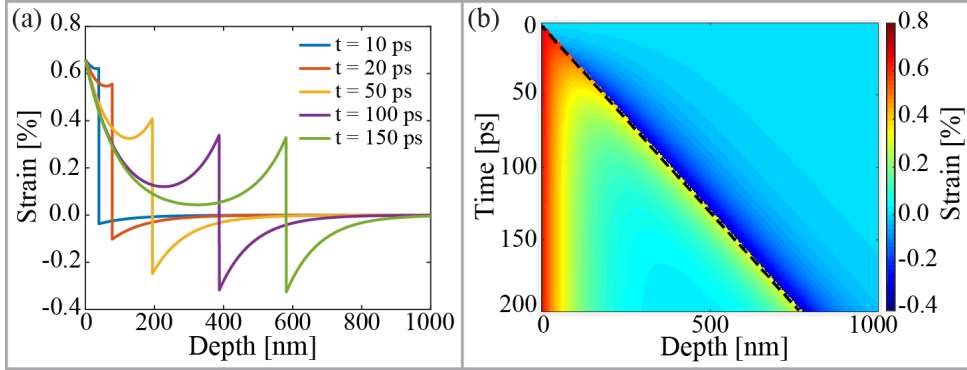 (a)
0.8
0.6
0.4
0.2
0.0
-0.2
-0.4
Strain [%]
t = 10 ps
t = 20 ps
t = 50 ps
t = 100 ps
t = 150 ps
0 200 400 600 800 1000
Depth [nm]
(b)
0
50
100
150
200
Time [ps]
0 500 1000
Depth [nm]
0.8
0.6
0.4
0.2
0.0
-0.2
-0.4
Strain [%]